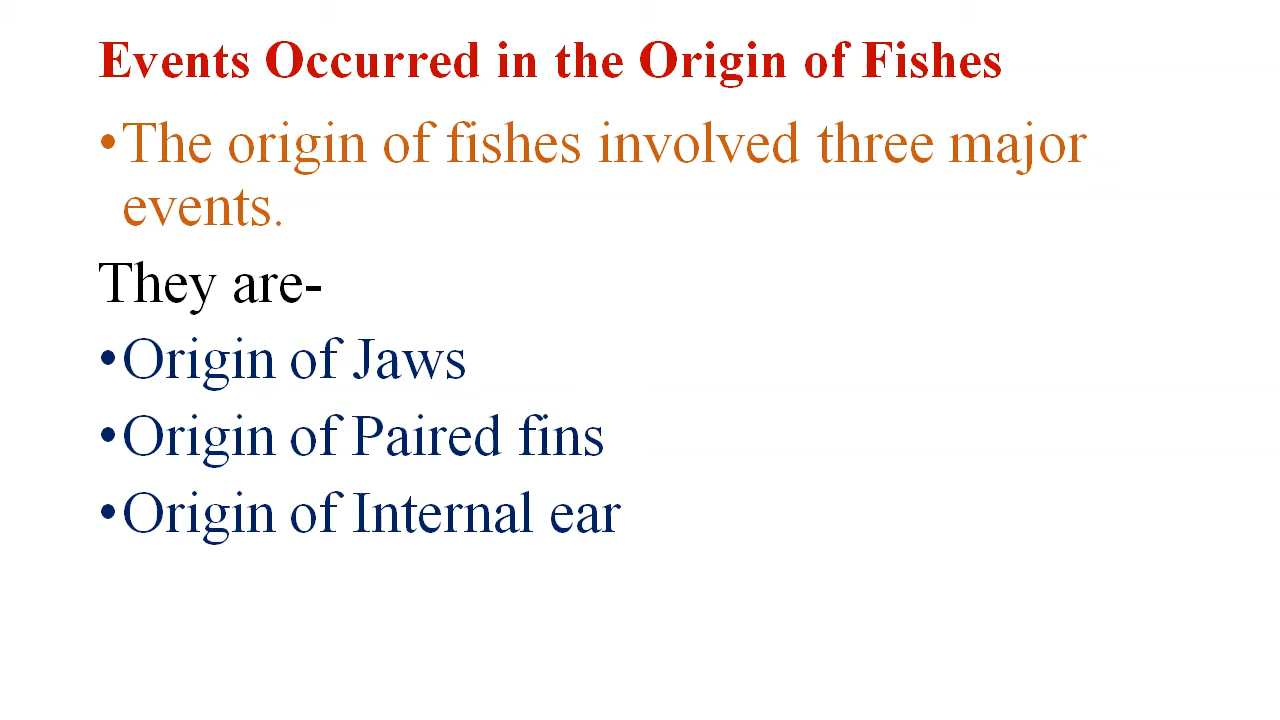 Events Occurred in the Origin of Fishes
•The origin of fishes involved three major
events.
They are-
•Origin of Jaws
•Origin of Paired fins
•Origin of Internal ear